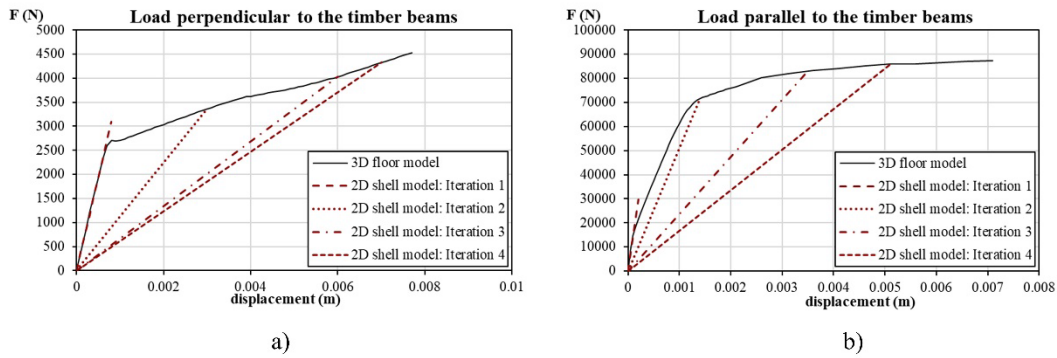 F (N)
Load perpendicular to the timber beams
5000
4500
4000
3500
3000
2500
2000
1500
1000
500
0
3D floor model
2D shell model: Iteration 1
2D shell model: Iteration 2
2D shell model: Iteration 3
2D shell model: Iteration 4
0 0.002 0.004 0.006 0.008 0.01
displacement (m)
a)
F (N)
Load parallel to the timber beams
100000
90000
80000
70000
60000
50000
40000
30000
20000
10000
0
3D floor model
2D shell model: Iteration 1
2D shell model: Iteration 2
2D shell model: Iteration 3
2D shell model: Iteration 4
0 0.001 0.002 0.003 0.004 0.005 0.006 0.007 0.008
displacement (m)
b)